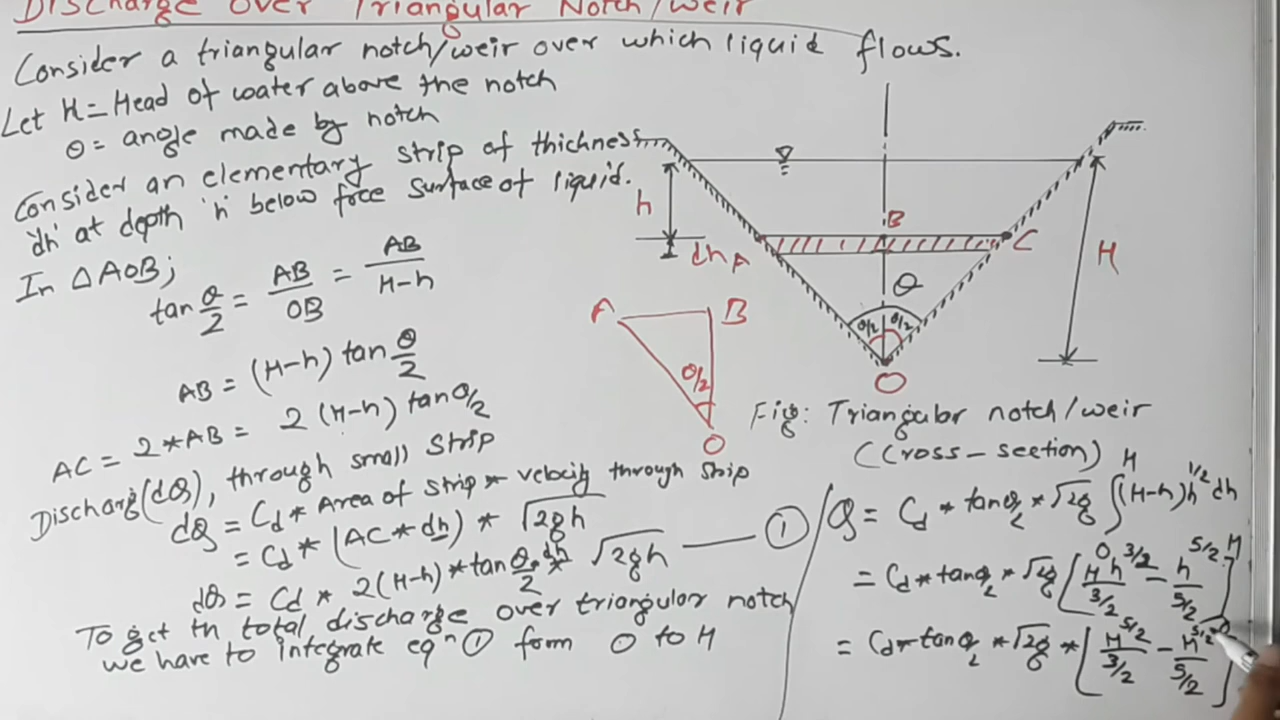 Discharge Over Triangular Notch/weir
Consider a triangular notch/weir over which liquid flows.
Let H = Head of water above the notch
θ = angle made by notch
Consider an elementary strip of thickness
'dh' at depth 'h' below free surface of liquid.
In ΔAOB;
tan θ/2 = AB/OB = AB/H-h
AB = (H-h) tan θ/2
AC = 2*AB = 2(H-h) tan θ/2
Discharg(dQ), through small strip
dQ = Cd * Area of strip * velocity through strip
= Cd * (AC * dh) * √2gh
dQ = Cd * 2(H-h) * tan θ/2 * dh √2gh — ①
To get th total discharge over triangular notch
we have to integrate eqⁿ ① form 0 to H
h
dh
A
B
C
H
θ
θ/2 θ/2
O
A B
θ/2
O
Fig: Triangular notch/weir
(Cross-section)
Q = Cd * tan θ/2 * √2g ∫₀ᴴ (H-h) h^1/2 dh
= Cd * tan θ/2 * √2g [H h^3/2 / 3/2 - h^5/2 / 5/2]₀ᴴ
= Cd * tan θ/2 * √2g * [H^5/2 / 3/2 - H^5/2 / 5/2]